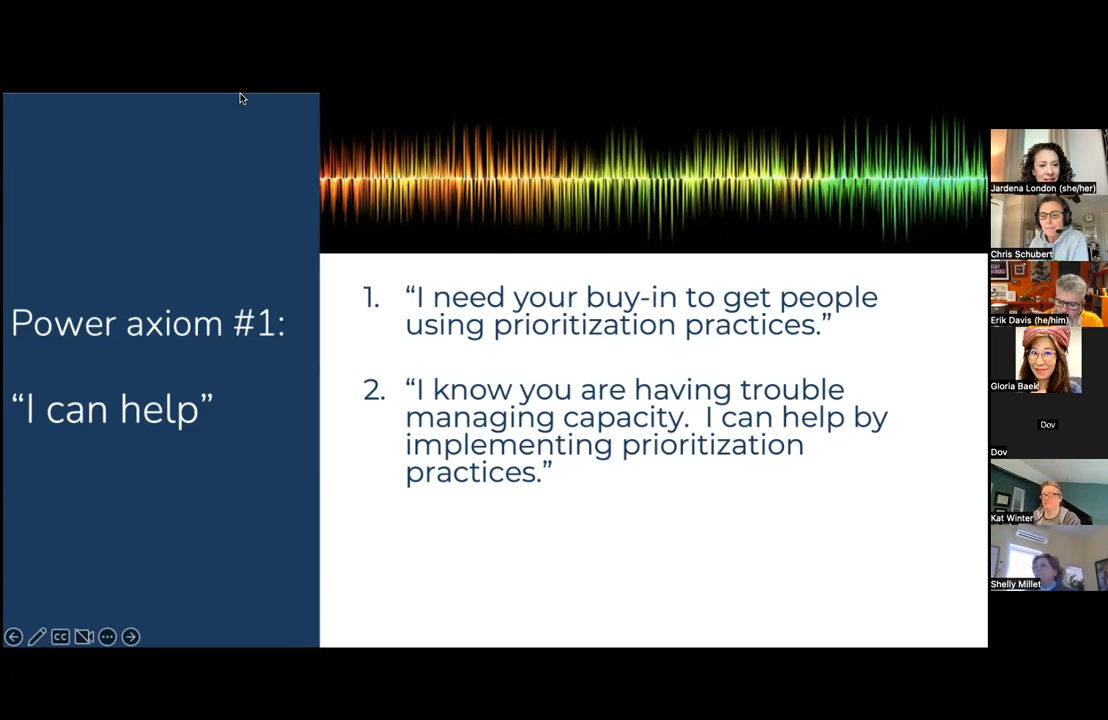 Power axiom #1:
“I can help”
1. “I need your buy-in to get people
using prioritization practices.”
2. “I know you are having trouble
managing capacity.  I can help by
implementing prioritization
practices.”
CC
Jardena London (she/her)
Chris Schubert
Erik Davis (he/him)
Gloria Baek
Dov
Dov
Kat Winter
Shelly Millet